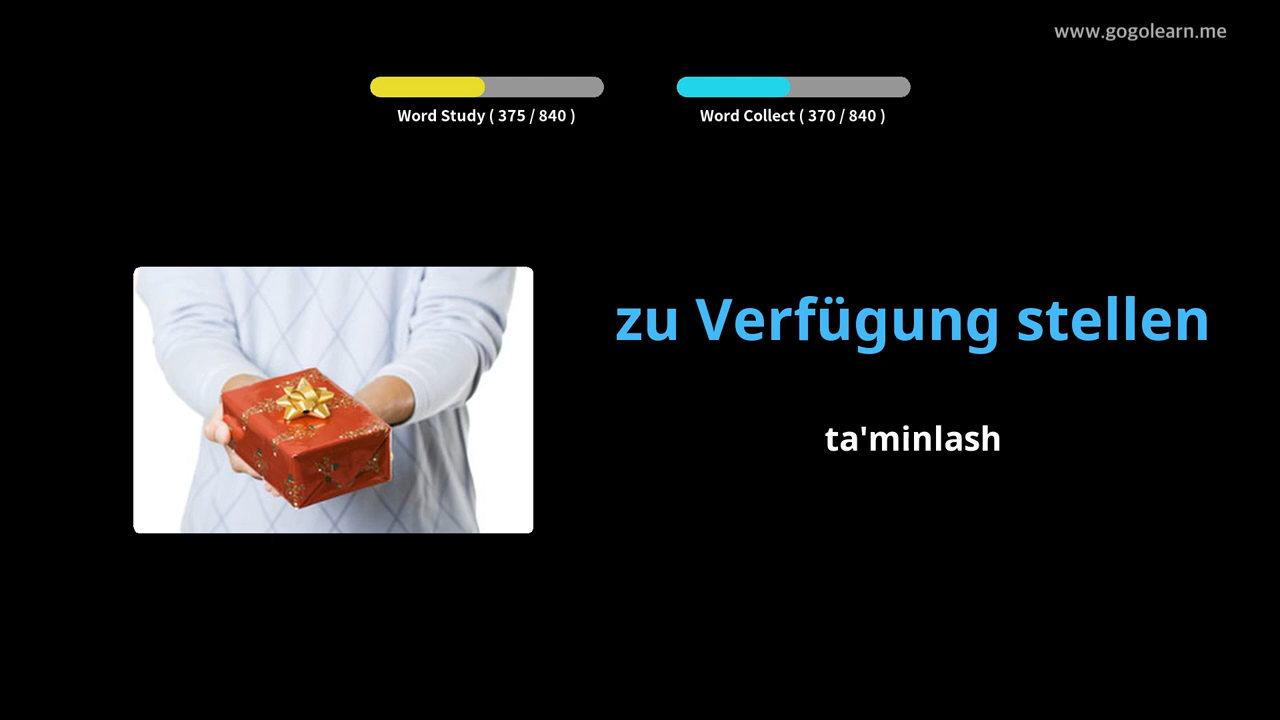 www.gogolearn.me
Word Study ( 375 / 840 )
Word Collect ( 370 / 840 )
zu Verfügung stellen
ta'minlash